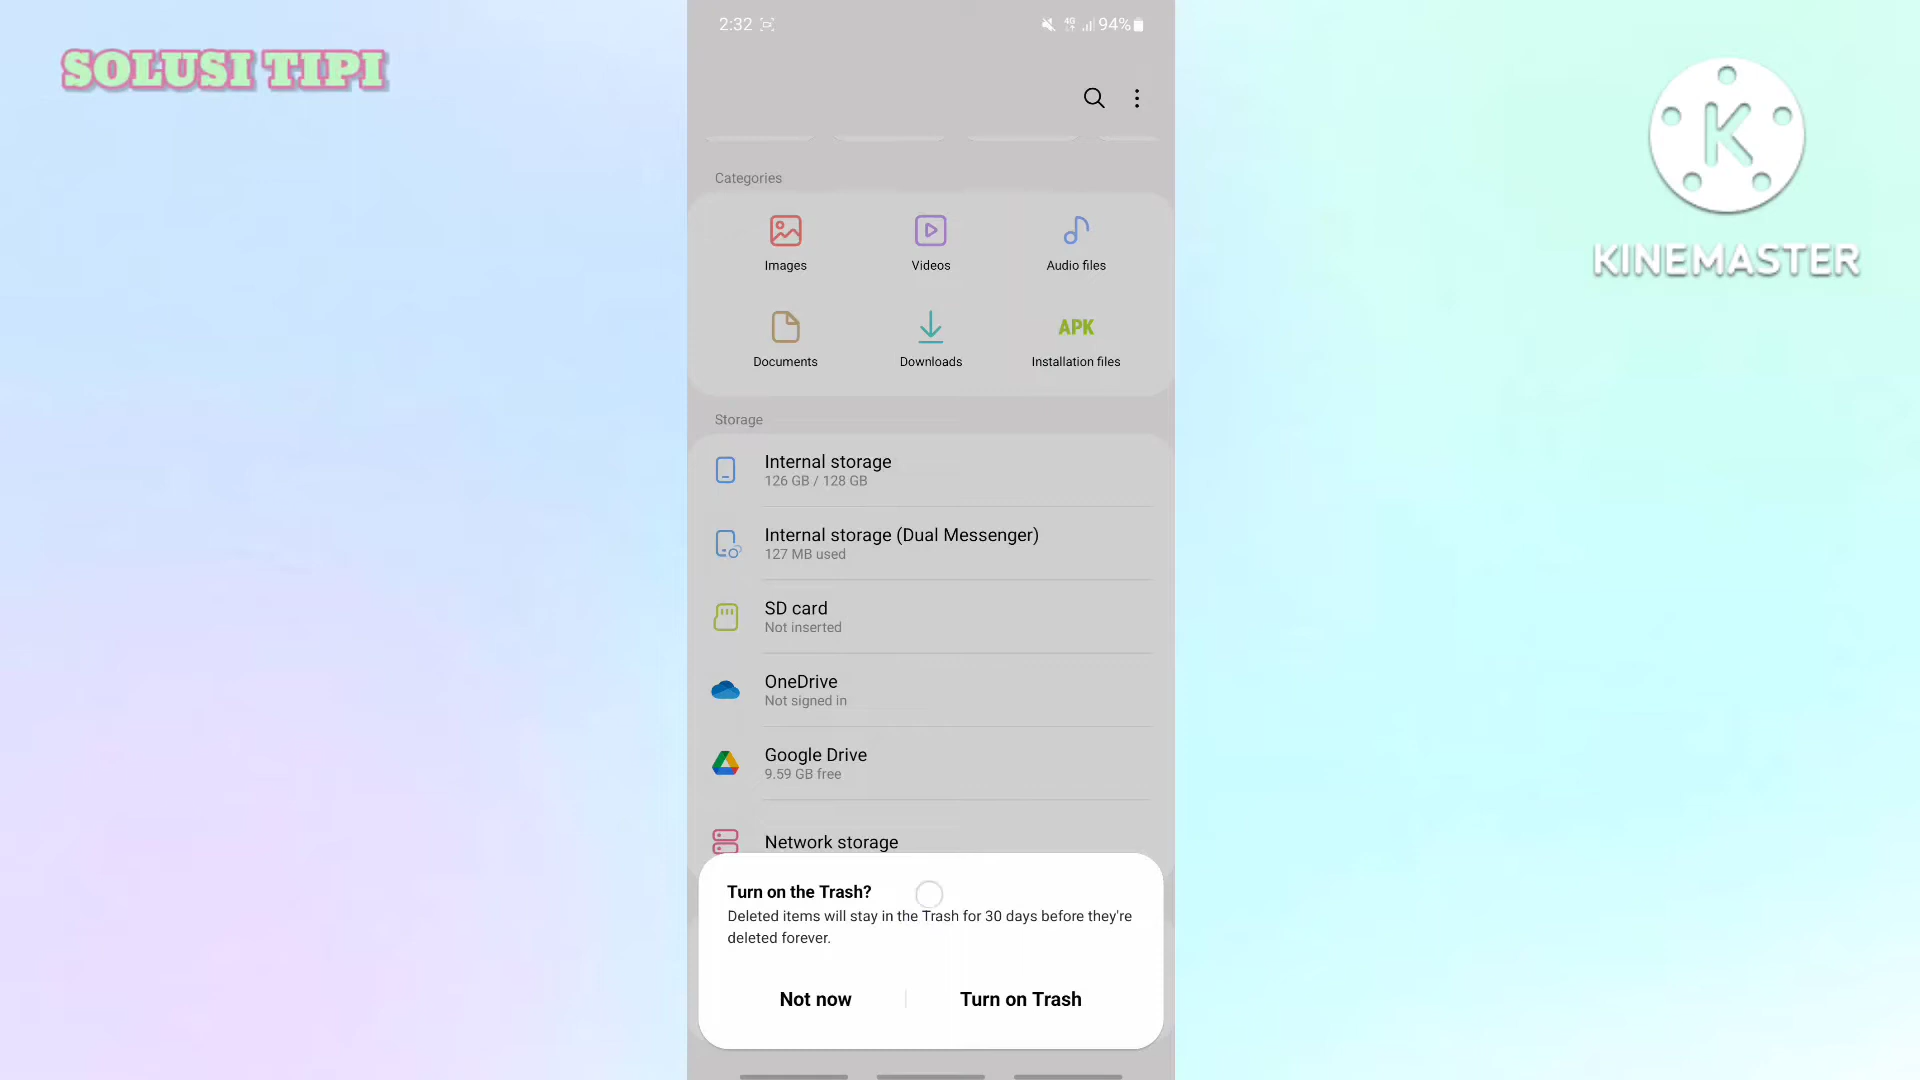 2:32
4G
94%
SOLUSI TIPI
K
KINEMASTER
Categories
Images
Videos
Audio files
APK
Documents
Downloads
Installation files
Storage
Internal storage
126 GB / 128 GB
Internal storage (Dual Messenger)
127 MB used
SD card
Not inserted
OneDrive
Not signed in
Google Drive
9.59 GB free
Network storage
Turn on the Trash?
Deleted items will stay in the Trash for 30 days before they're
deleted forever.
Not now
Turn on Trash